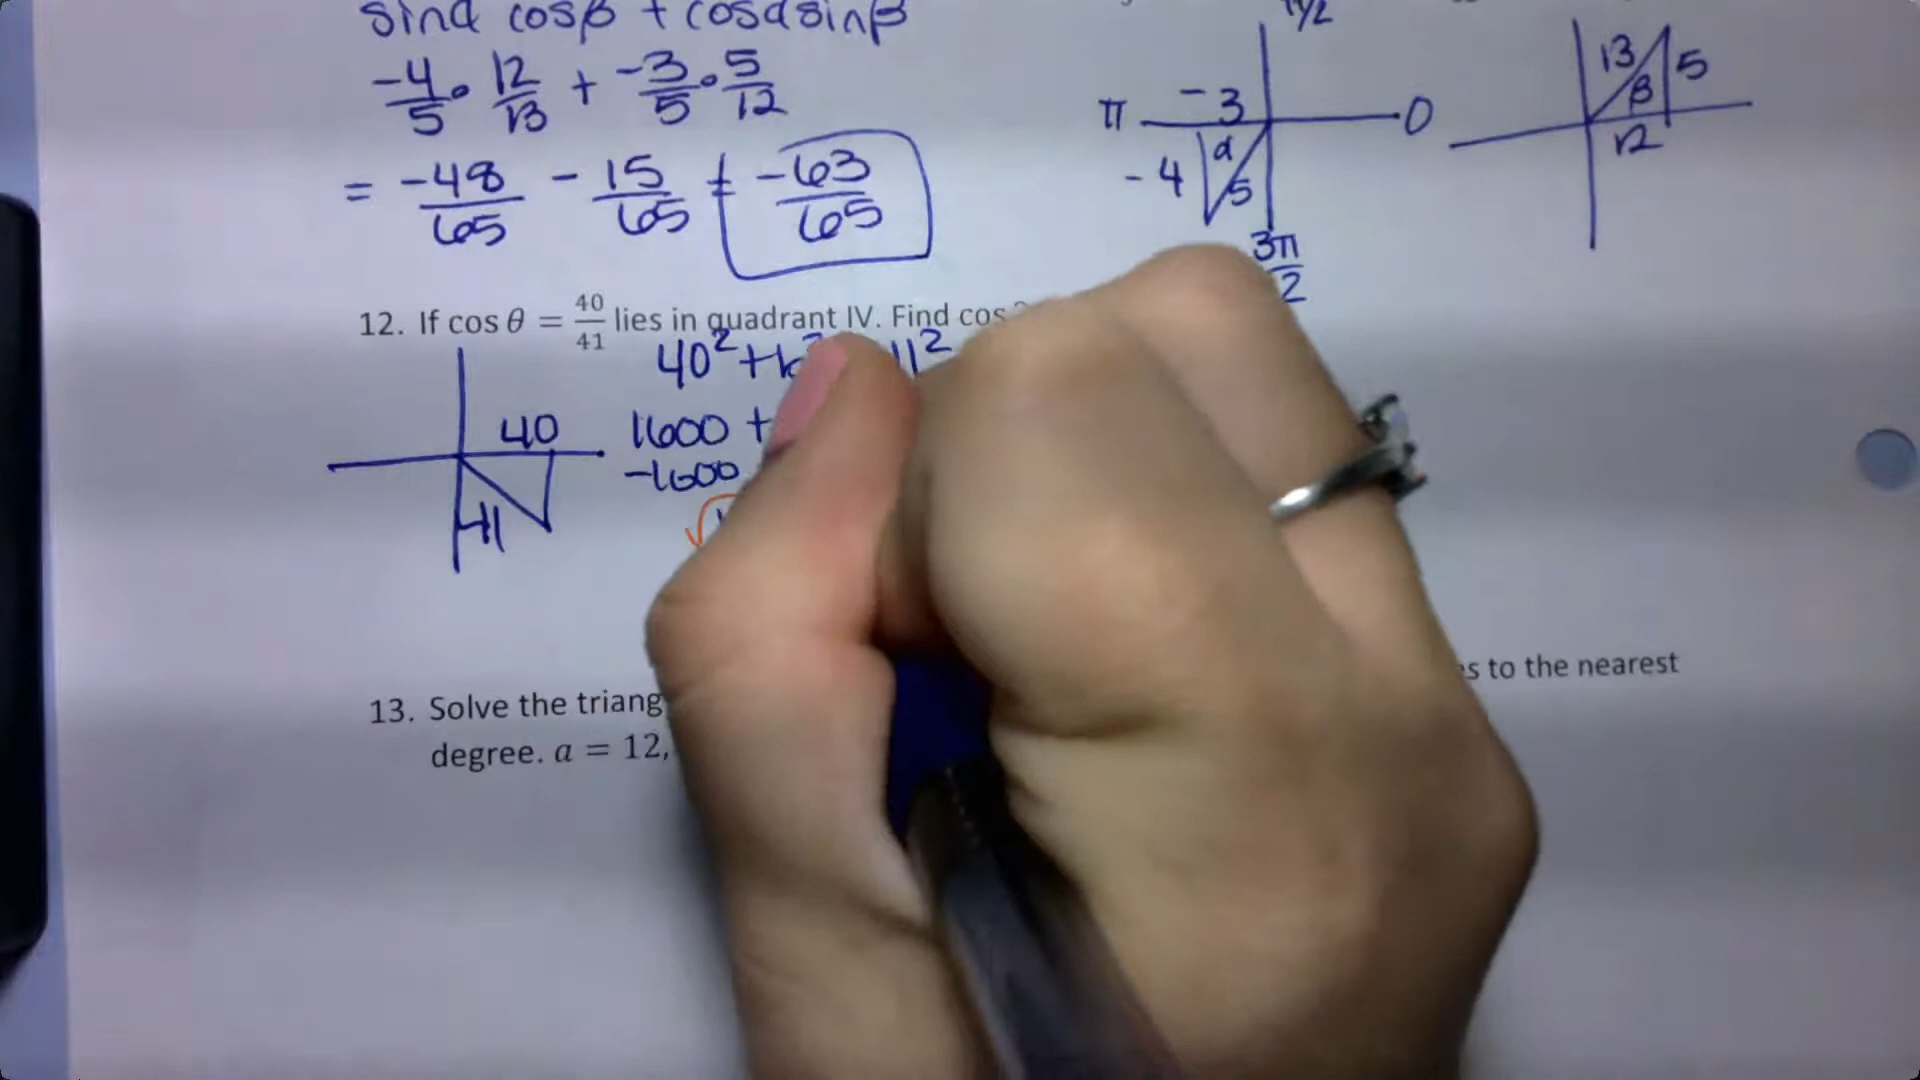 sinα cosβ + cosα sinβ
-4/5 • 12/13 + -3/5 • 5/12
= -48/65 - 15/65 = -63/65
π/2
π
0
-3
-4
α
5
3π/2
13
5
β
12
12. If cos θ = 40/41 lies in quadrant IV. Find cos
40² + b
1600 +
-1600
40
41
13. Solve the triang
s to the nearest
degree. a = 12,